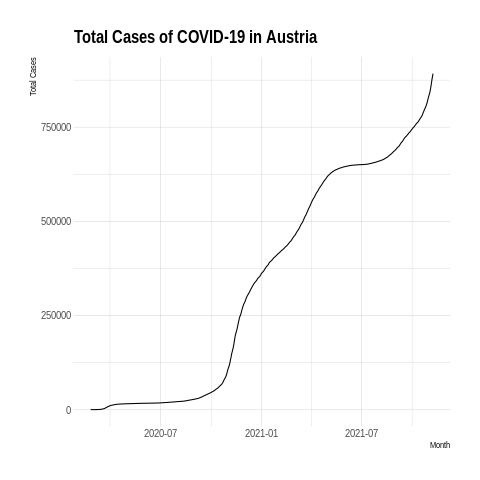 Total Cases of COVID-19 in Austria
Total Cases
750000
500000
250000
0
2020-07 2021-01 2021-07
Month